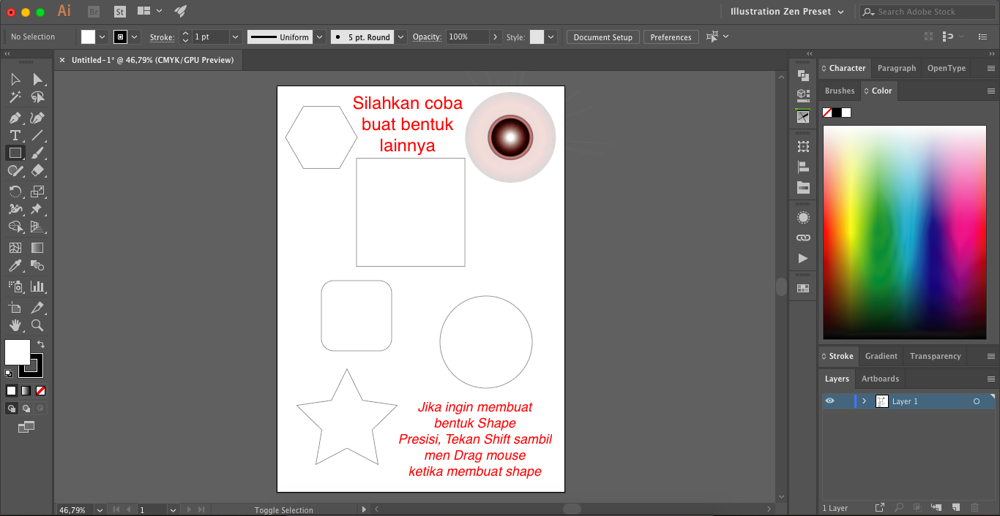 Ai Br St Illustration Zen Preset Search Adobe Stock
No Selection Stroke: 1 pt Uniform 5 pt. Round Opacity: 100% Style: Document Setup Preferences
Untitled-1* @ 46,79% (CMYK/GPU Preview)
Character Paragraph OpenType
Brushes Color
Silahkan coba
buat bentuk
lainnya
Jika ingin membuat
bentuk Shape
Presisi, Tekan Shift sambil
men Drag mouse
ketika membuat shape
Stroke Gradient Transparency
Layers Artboards
Layer 1
1 Layer
46,79% 1 Toggle Selection